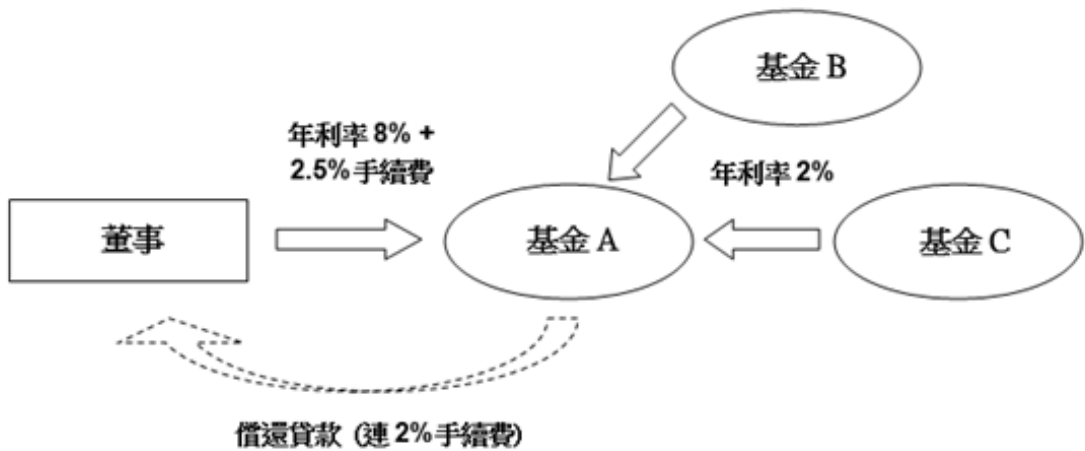 基金 B
年利率 8% +
2.5% 手續費
年利率 2%
董事
基金 A
基金 C
償還貸款 (連 2% 手續費)